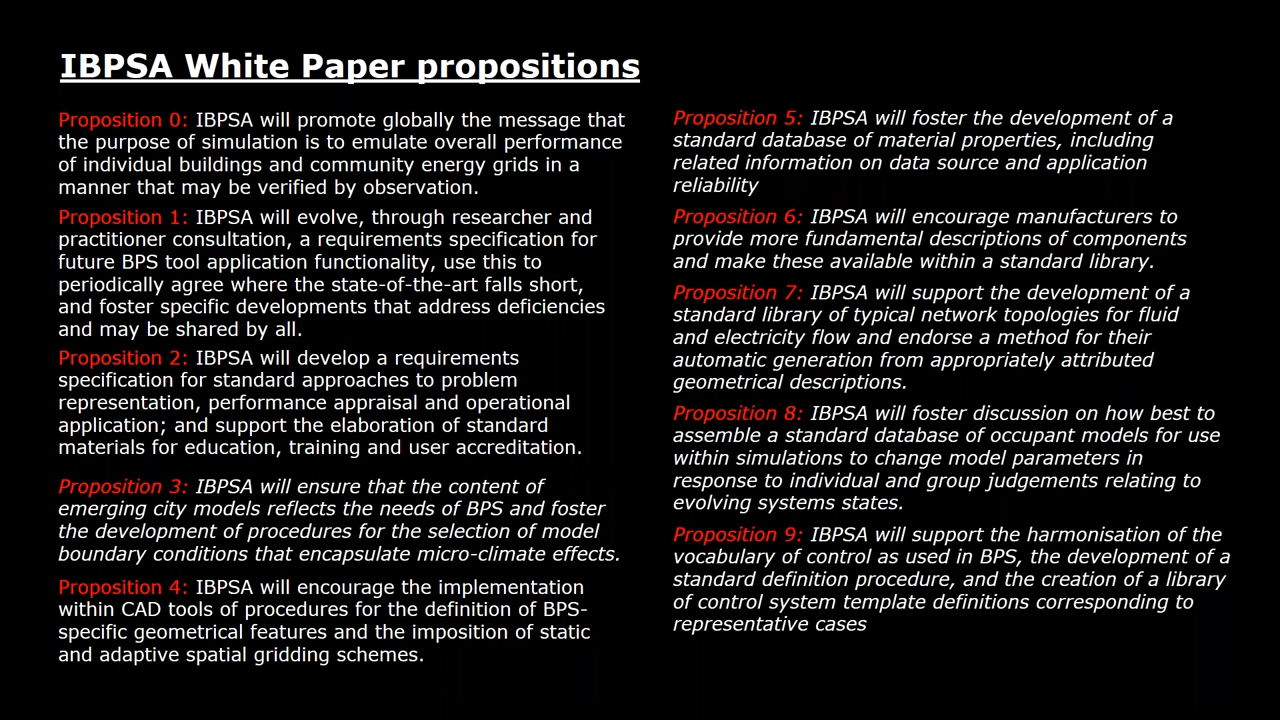 IBPSA White Paper propositions
Proposition 0: IBPSA will promote globally the message that
the purpose of simulation is to emulate overall performance
of individual buildings and community energy grids in a
manner that may be verified by observation.
Proposition 1: IBPSA will evolve, through researcher and
practitioner consultation, a requirements specification for
future BPS tool application functionality, use this to
periodically agree where the state-of-the-art falls short,
and foster specific developments that address deficiencies
and may be shared by all.
Proposition 2: IBPSA will develop a requirements
specification for standard approaches to problem
representation, performance appraisal and operational
application; and support the elaboration of standard
materials for education, training and user accreditation.
Proposition 3: IBPSA will ensure that the content of
emerging city models reflects the needs of BPS and foster
the development of procedures for the selection of model
boundary conditions that encapsulate micro-climate effects.
Proposition 4: IBPSA will encourage the implementation
within CAD tools of procedures for the definition of BPS-
specific geometrical features and the imposition of static
and adaptive spatial gridding schemes.
Proposition 5: IBPSA will foster the development of a
standard database of material properties, including
related information on data source and application
reliability
Proposition 6: IBPSA will encourage manufacturers to
provide more fundamental descriptions of components
and make these available within a standard library.
Proposition 7: IBPSA will support the development of a
standard library of typical network topologies for fluid
and electricity flow and endorse a method for their
automatic generation from appropriately attributed
geometrical descriptions.
Proposition 8: IBPSA will foster discussion on how best to
assemble a standard database of occupant models for use
within simulations to change model parameters in
response to individual and group judgements relating to
evolving systems states.
Proposition 9: IBPSA will support the harmonisation of the
vocabulary of control as used in BPS, the development of a
standard definition procedure, and the creation of a library
of control system template definitions corresponding to
representative cases